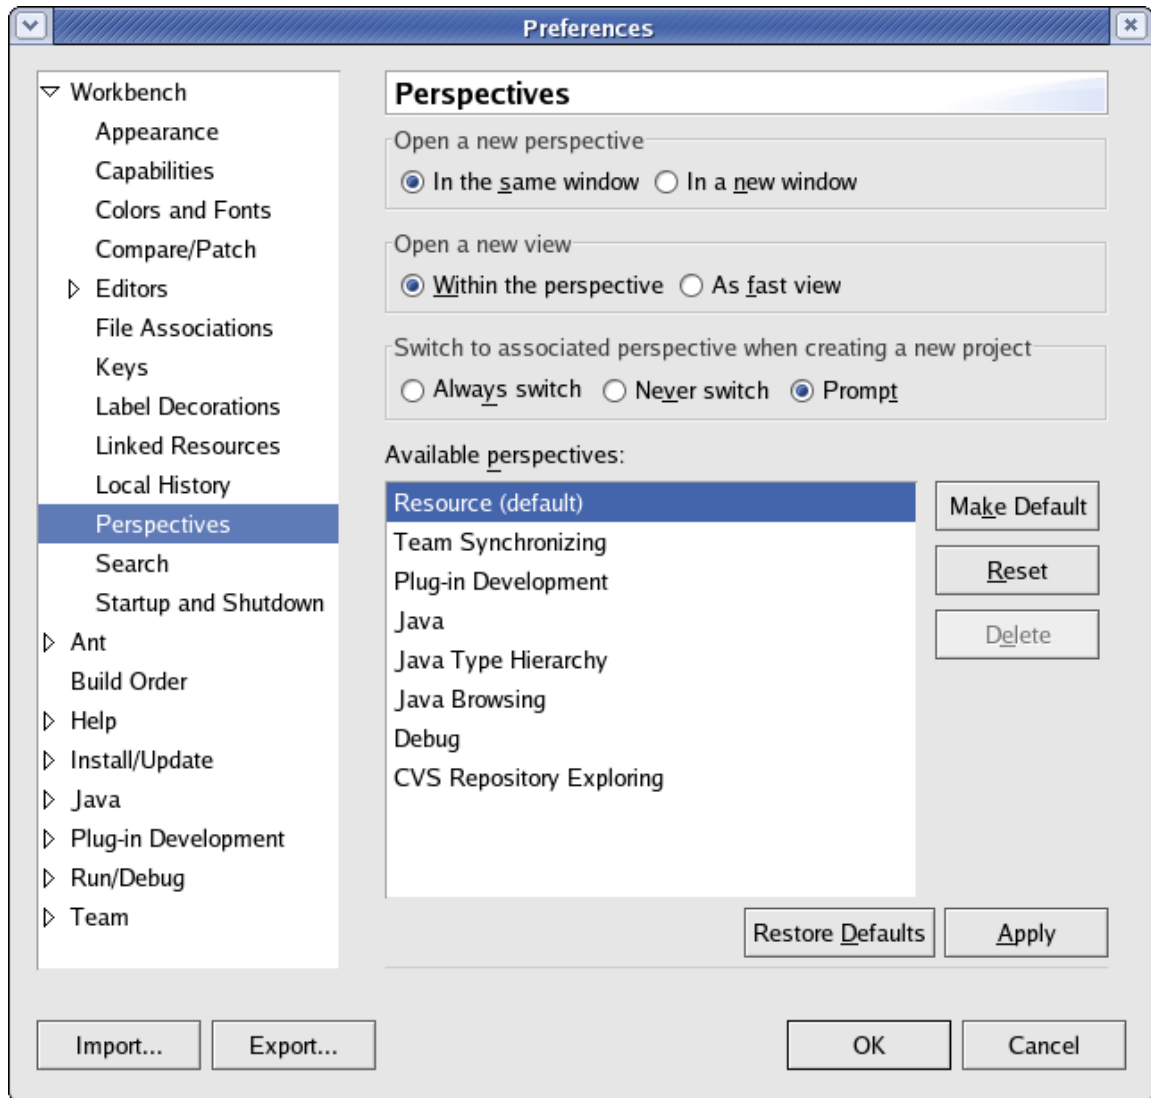 Preferences
Workbench
Appearance
Capabilities
Colors and Fonts
Compare/Patch
Editors
File Associations
Keys
Label Decorations
Linked Resources
Local History
Perspectives
Search
Startup and Shutdown
Ant
Build Order
Help
Install/Update
Java
Plug-in Development
Run/Debug
Team
Perspectives
Open a new perspective
In the same window In a new window
Open a new view
Within the perspective As fast view
Switch to associated perspective when creating a new project
Always switch Never switch Prompt
Available perspectives:
Resource (default)
Team Synchronizing
Plug-in Development
Java
Java Type Hierarchy
Java Browsing
Debug
CVS Repository Exploring
Make Default
Reset
Delete
Restore Defaults Apply
Import... Export... OK Cancel